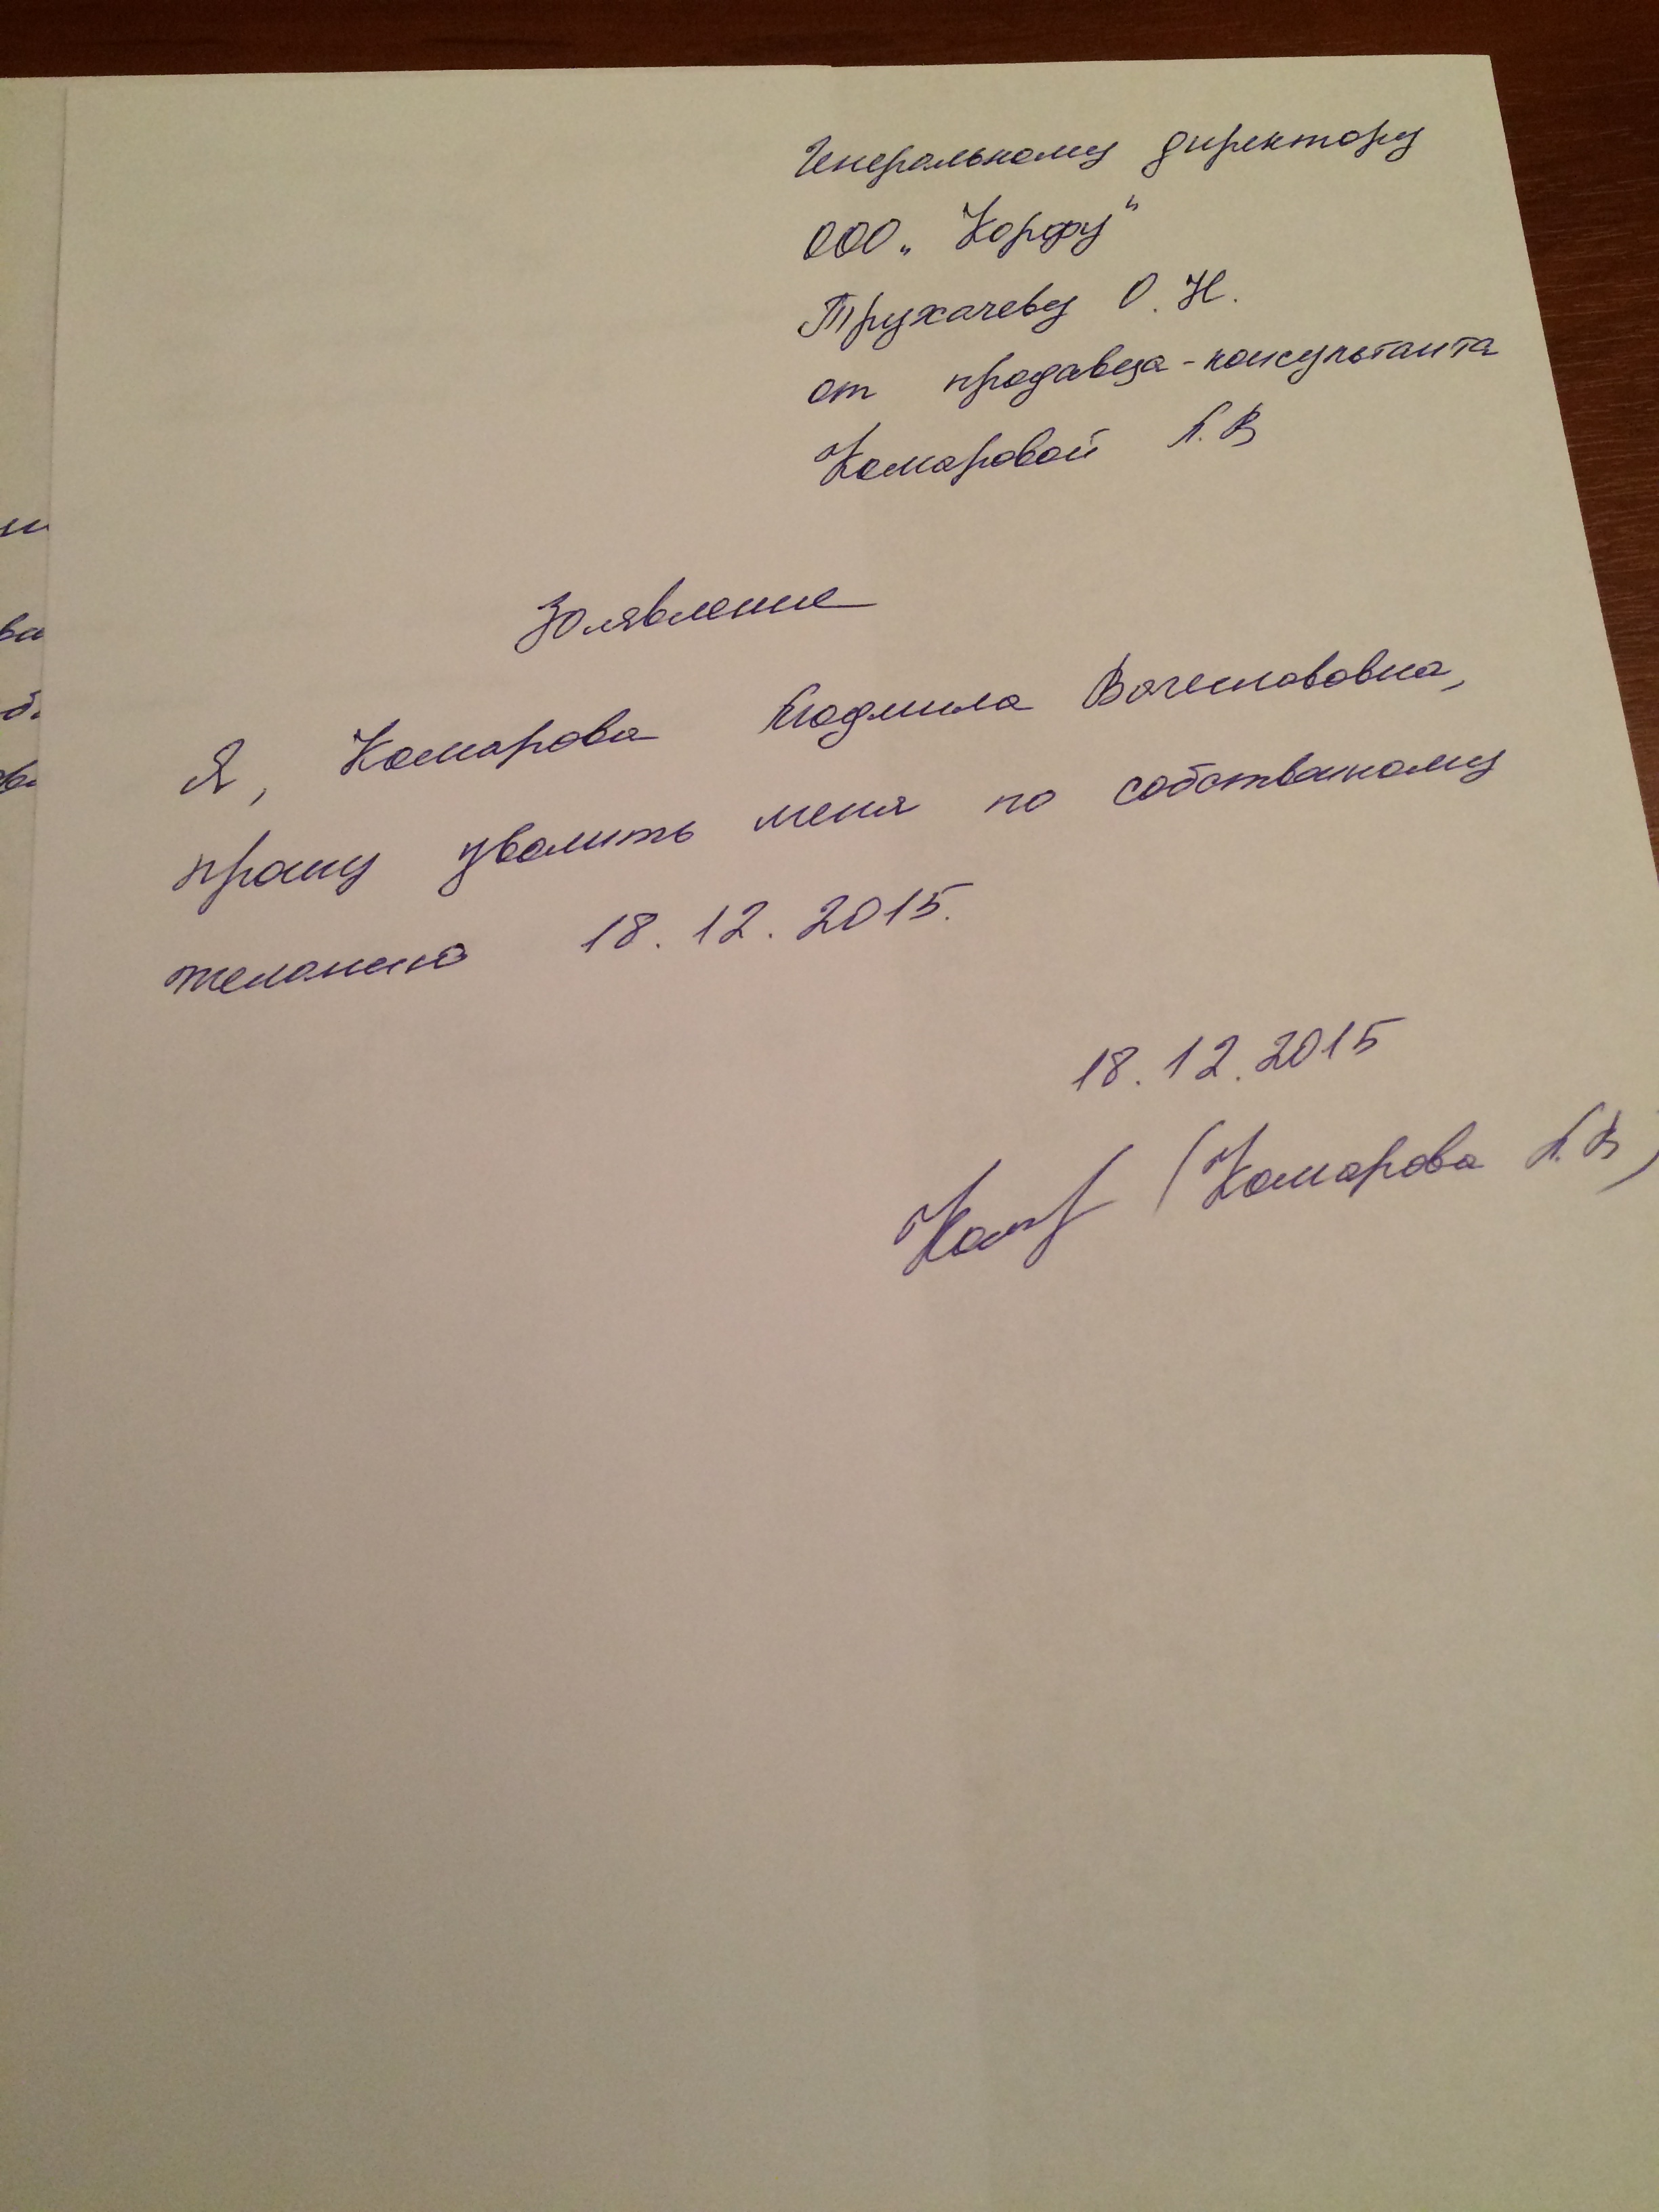 Генеральному директору
ООО „Корфу"
Трухачеву О. Н.
от продавца-консультанта
Комаровой Л. В
Заявление
Я, Комарова Людмила Вячеславовна,
прошу уволить меня по собственному
желанию 18. 12. 2015.
18. 12. 2015
(Комарова Л. В)